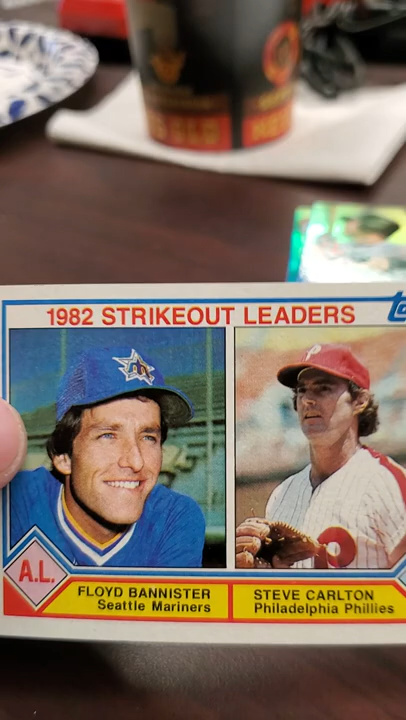 1982 STRIKEOUT LEADERS
A.L.
FLOYD BANNISTER
Seattle Mariners
STEVE CARLTON
Philadelphia Phillies